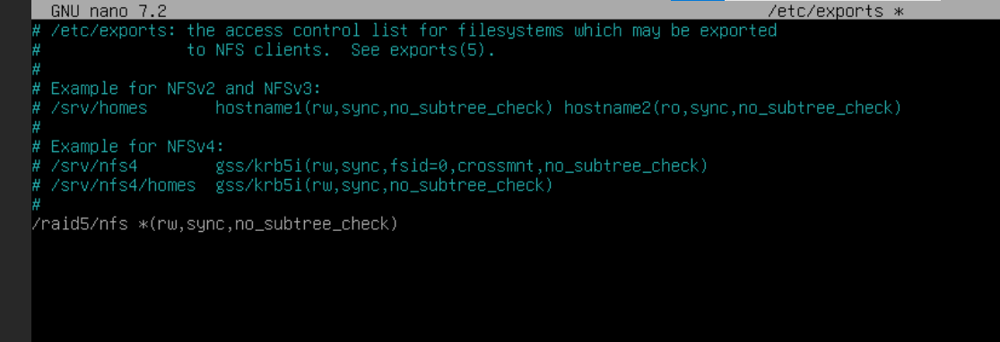 GNU nano 7.2 /etc/exports *
# /etc/exports: the access control list for filesystems which may be exported
#               to NFS clients.  See exports(5).
#
# Example for NFSv2 and NFSv3:
# /srv/homes       hostname1(rw,sync,no_subtree_check) hostname2(ro,sync,no_subtree_check)
#
# Example for NFSv4:
# /srv/nfs4        gss/krb5i(rw,sync,fsid=0,crossmnt,no_subtree_check)
# /srv/nfs4/homes  gss/krb5i(rw,sync,no_subtree_check)
#
/raid5/nfs *(rw,sync,no_subtree_check)